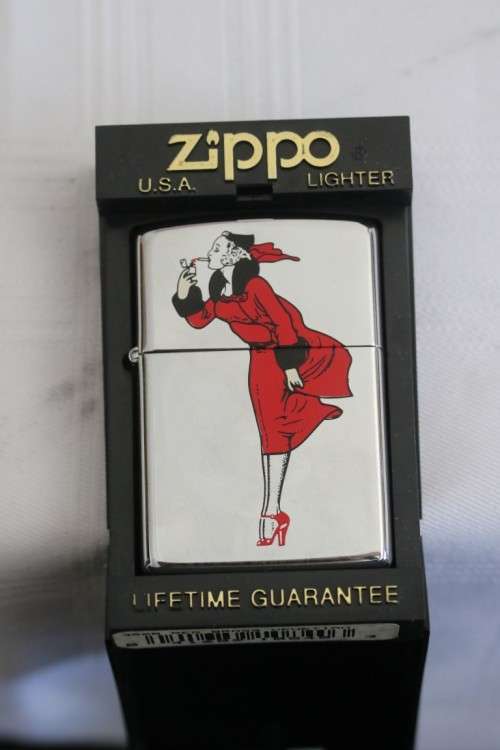 zippo ®
U.S.A. LIGHTER
LIFETIME GUARANTEE